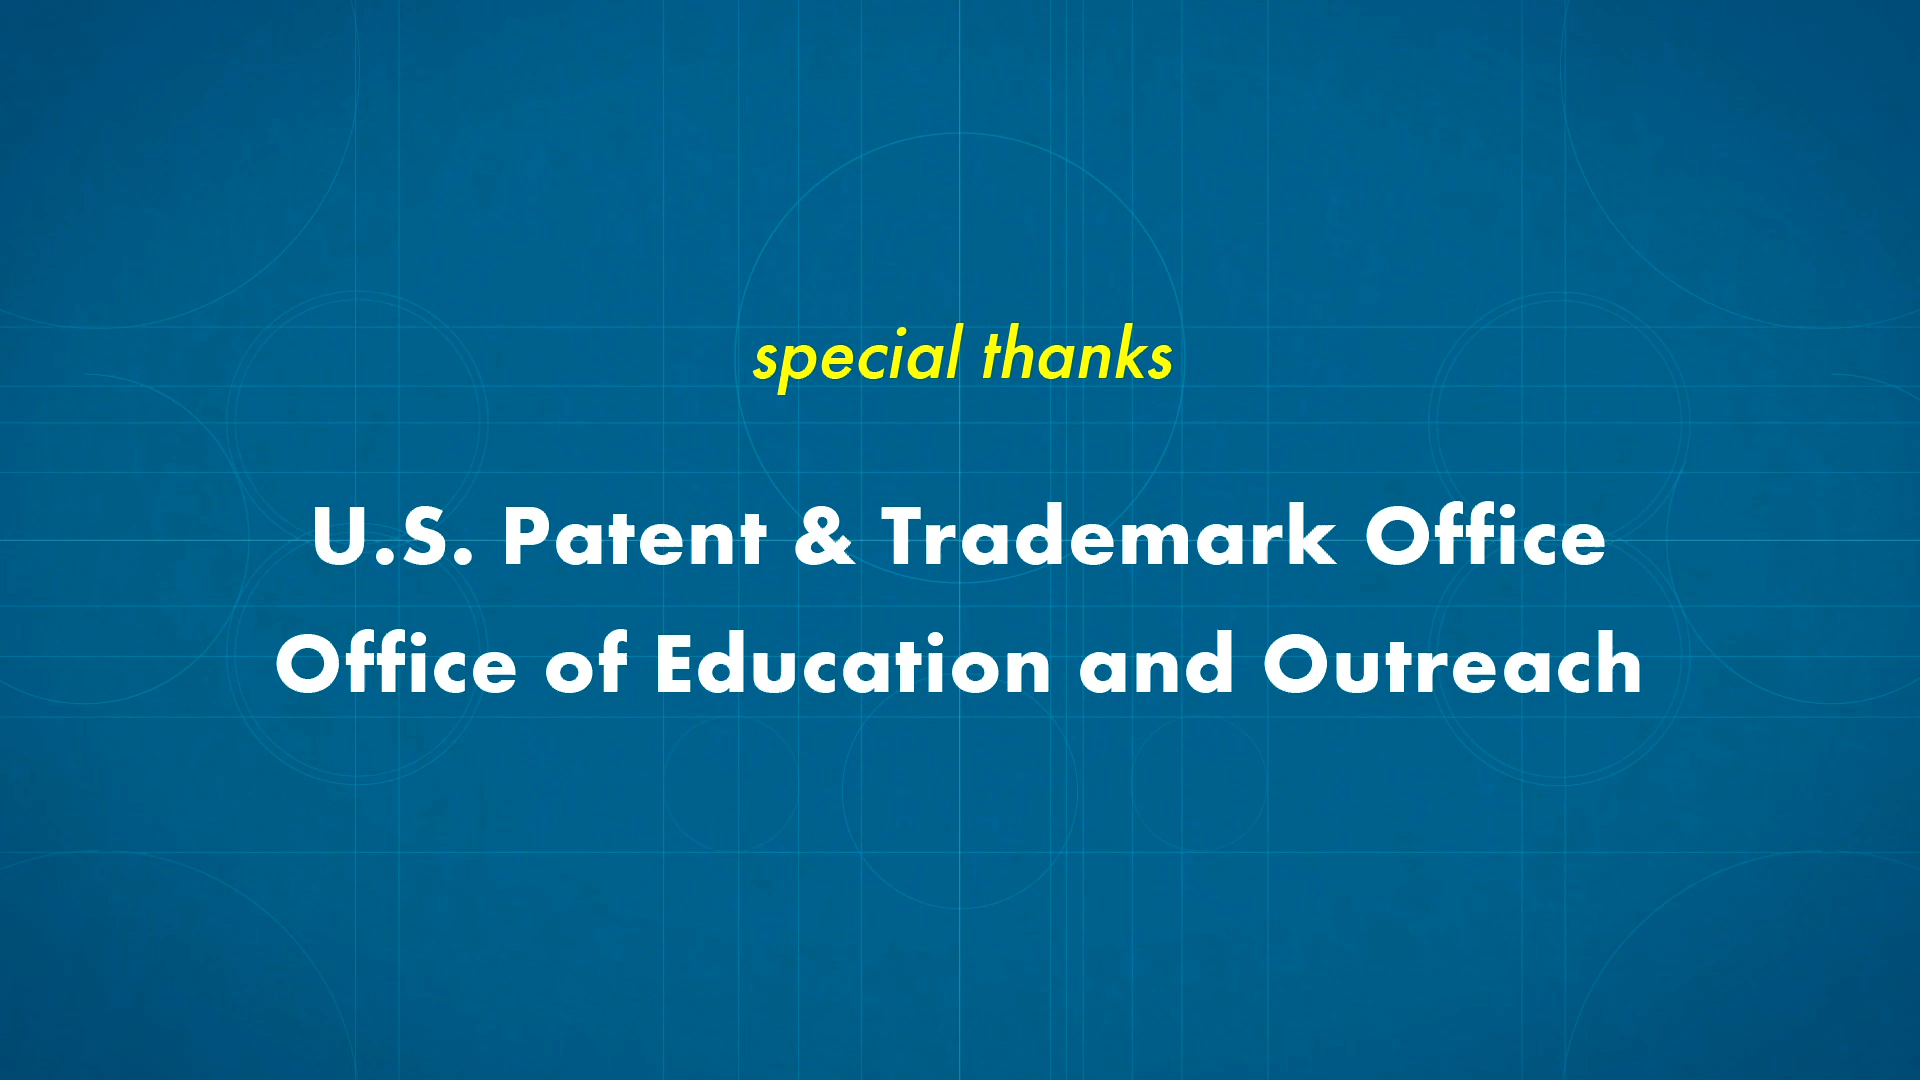 special thanks
U.S. Patent & Trademark Office
Office of Education and Outreach